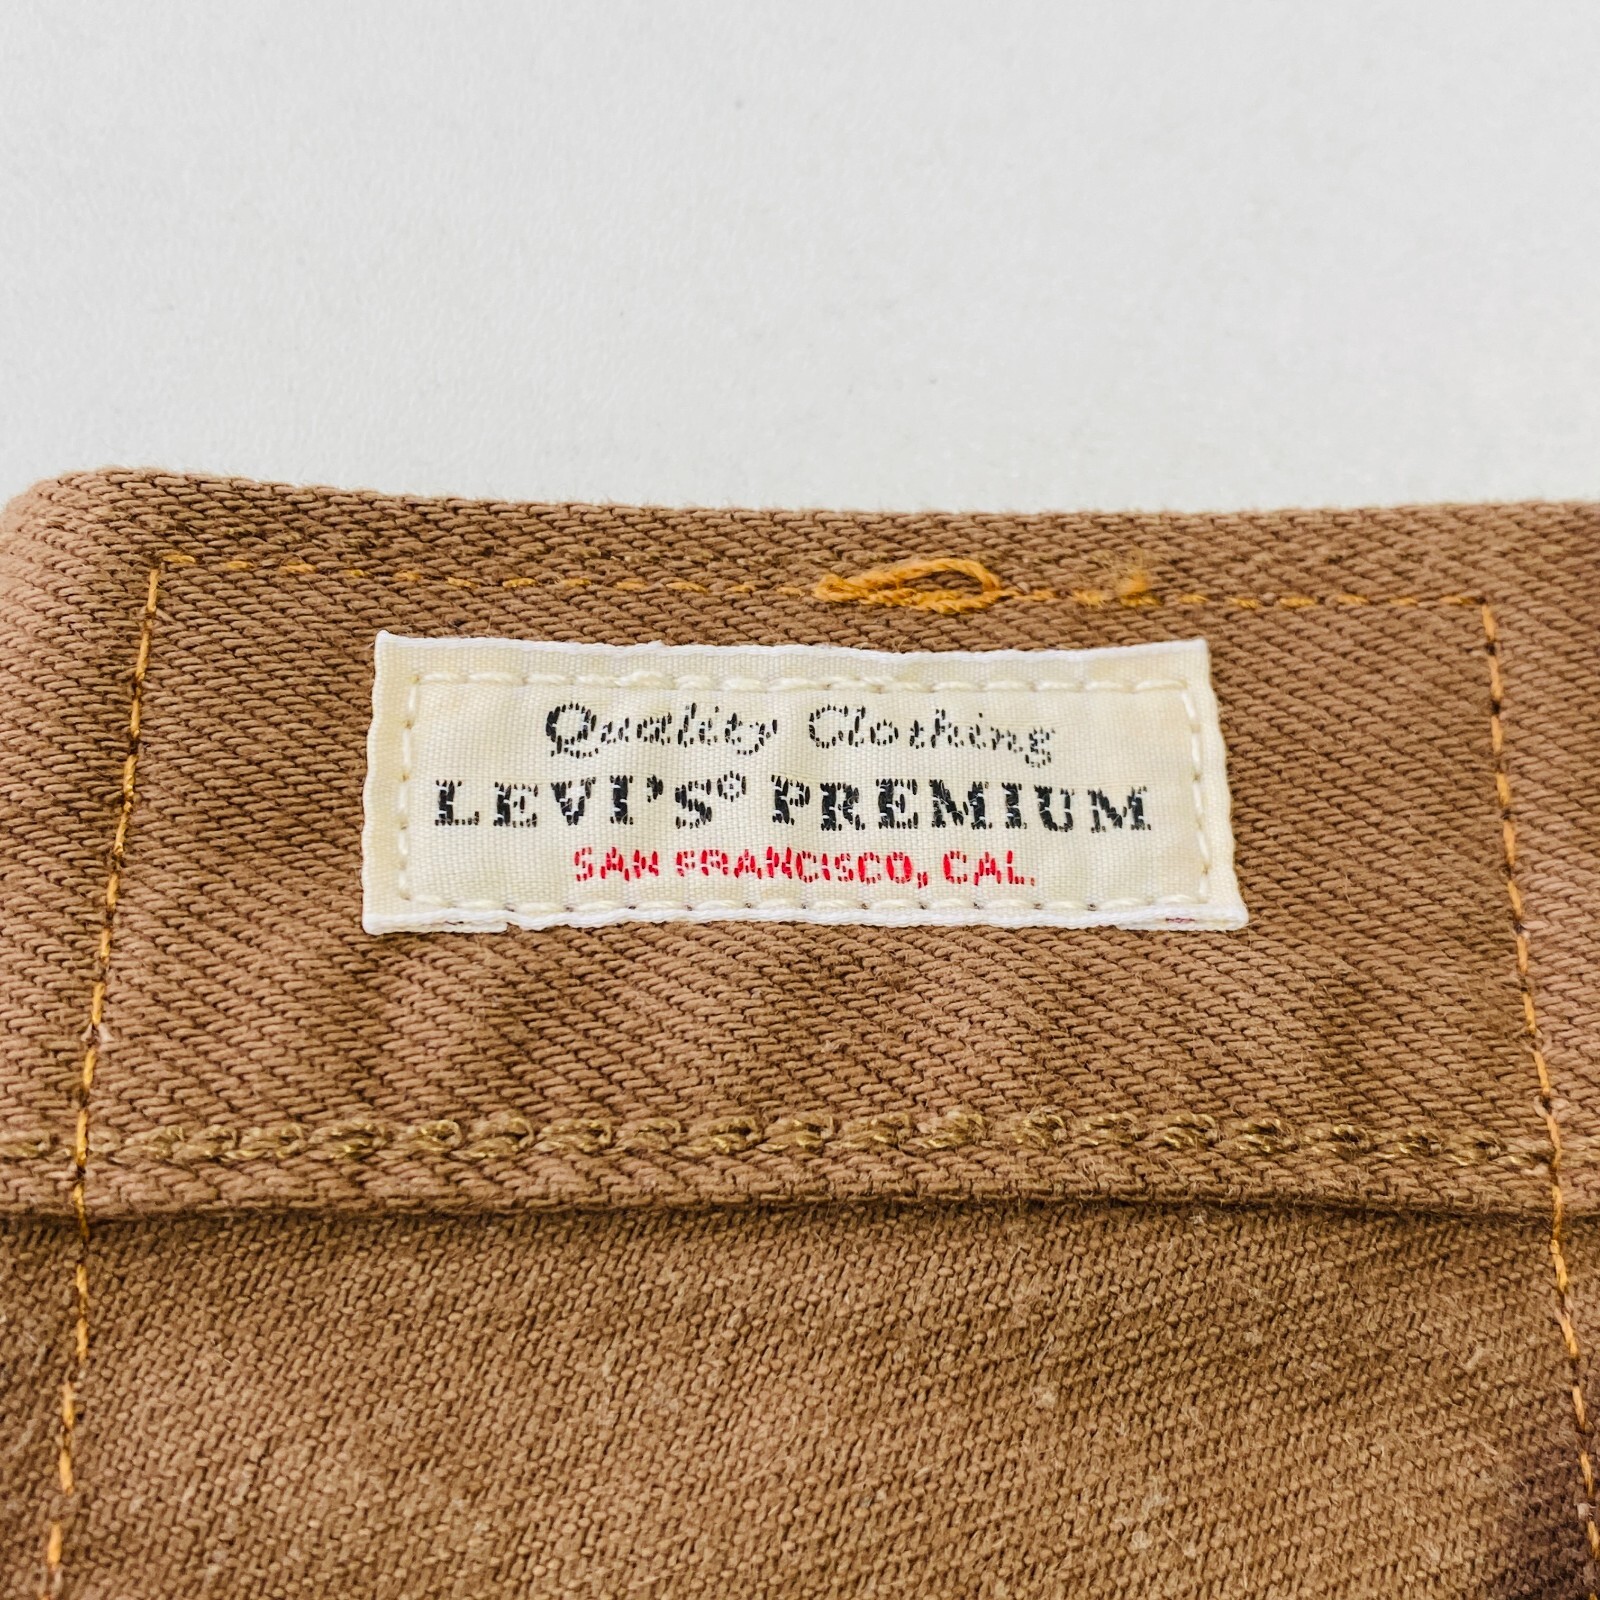 Quality Clothing
LEVI'S® PREMIUM
SAN FRANCISCO, CAL.